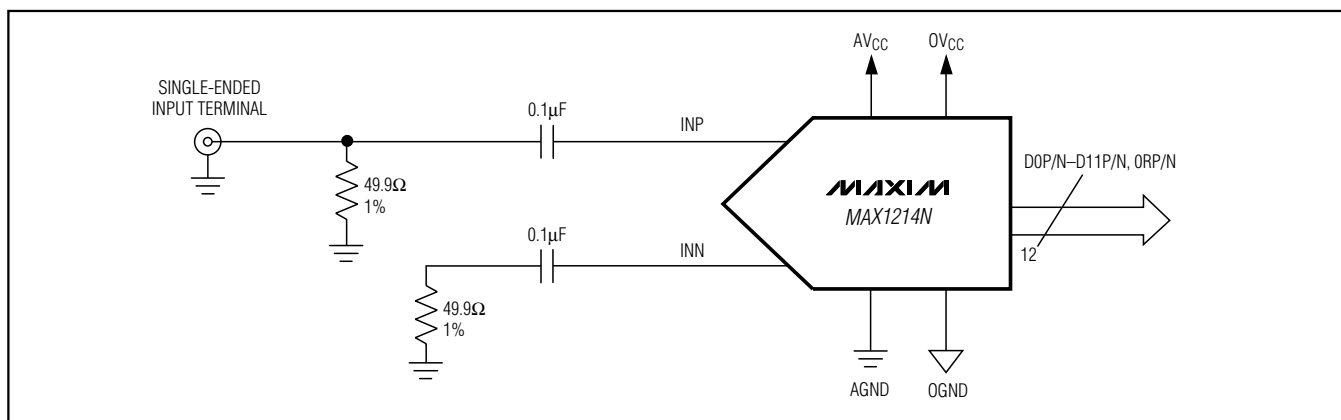 SINGLE-ENDED
INPUT TERMINAL
0.1µF
INP
49.9Ω
1%
0.1µF
INN
49.9Ω
1%
AVCC
OVCC
MAXIM
MAX1214N
D0P/N–D11P/N, ORP/N
12
AGND
OGND